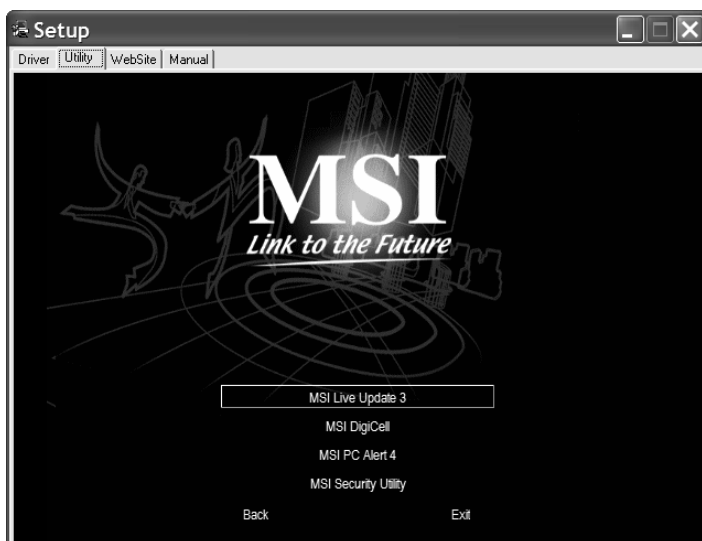 Setup
Driver Utility WebSite Manual
MSI
Link to the Future
MSI Live Update 3
MSI DigiCell
MSI PC Alert 4
MSI Security Utility
Back Exit